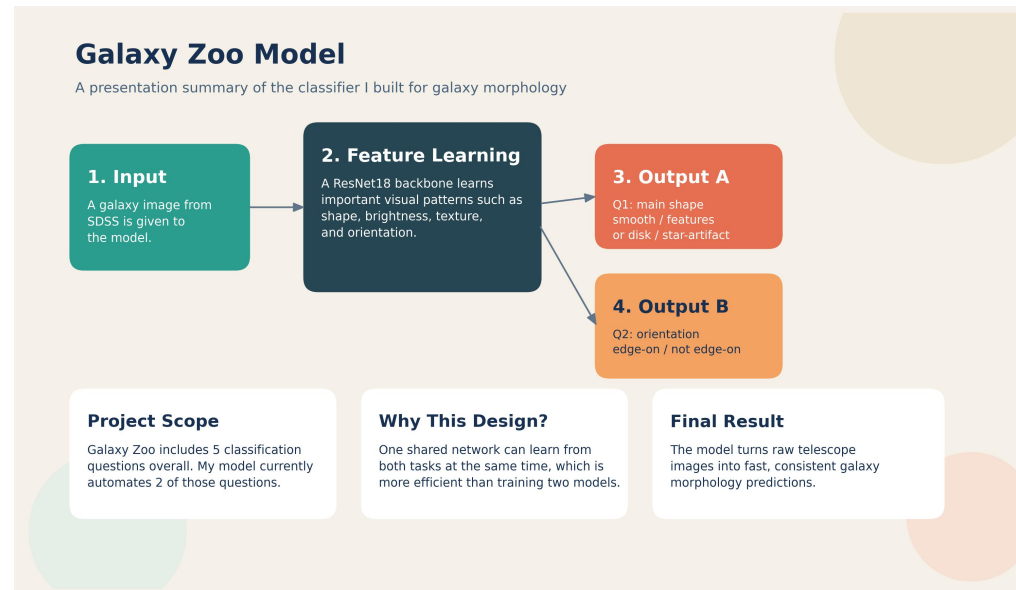 Galaxy Zoo Model
A presentation summary of the classifier I built for galaxy morphology
1. Input
A galaxy image from
SDSS is given to
the model.
2. Feature Learning
A ResNet18 backbone learns
important visual patterns such as
shape, brightness, texture,
and orientation.
3. Output A
Q1: main shape
smooth / features
or disk / star-artifact
4. Output B
Q2: orientation
edge-on / not edge-on
Project Scope
Galaxy Zoo includes 5 classification
questions overall. My model currently
automates 2 of those questions.
Why This Design?
One shared network can learn from
both tasks at the same time, which is
more efficient than training two models.
Final Result
The model turns raw telescope
images into fast, consistent galaxy
morphology predictions.